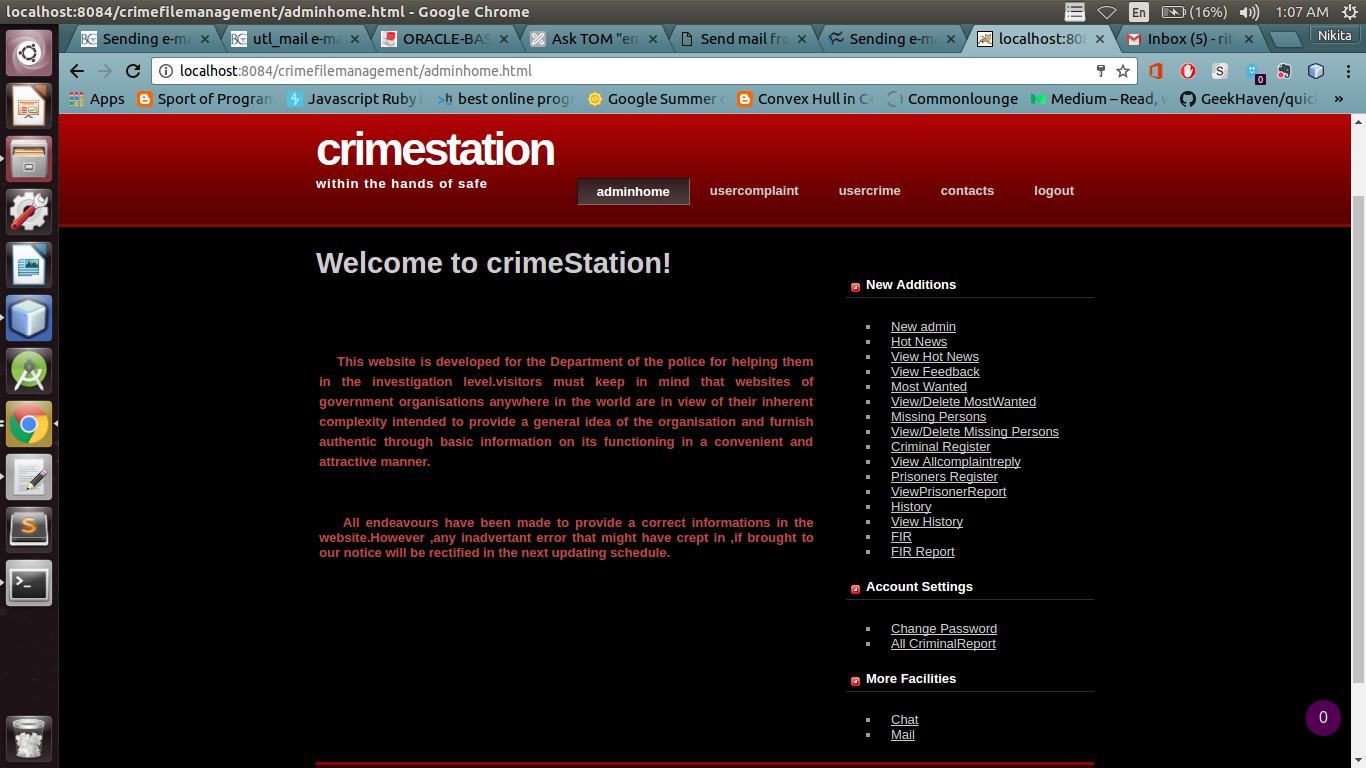 localhost:8084/crimefilemanagement/adminhome.html - Google Chrome
En
(16%)
1:07 AM
Sending e-ma
utl_mail e-ma
ORACLE-BAS
Ask TOM "em
Send mail fro
Sending e-ma
localhost:808
Inbox (5) - rit
Nikita
localhost:8084/crimefilemanagement/adminhome.html
S
0
Apps
Sport of Program
Javascript Ruby
best online prog
Google Summer
Convex Hull in C+
Commonlounge
Medium – Read, w
GeekHaven/quic
»
crimestation
within the hands of safe
adminhome
usercomplaint
usercrime
contacts
logout
Welcome to crimeStation!
This website is developed for the Department of the police for helping them
in the investigation level.visitors must keep in mind that websites of
government organisations anywhere in the world are in view of their inherent
complexity intended to provide a general idea of the organisation and furnish
authentic through basic information on its functioning in a convenient and
attractive manner.
All endeavours have been made to provide a correct informations in the
website.However ,any inadvertant error that might have crept in ,if brought to
our notice will be rectified in the next updating schedule.
New Additions
New admin
Hot News
View Hot News
View Feedback
Most Wanted
View/Delete MostWanted
Missing Persons
View/Delete Missing Persons
Criminal Register
View Allcomplaintreply
Prisoners Register
ViewPrisonerReport
History
View History
FIR
FIR Report
Account Settings
Change Password
All CriminalReport
More Facilities
Chat
Mail
0